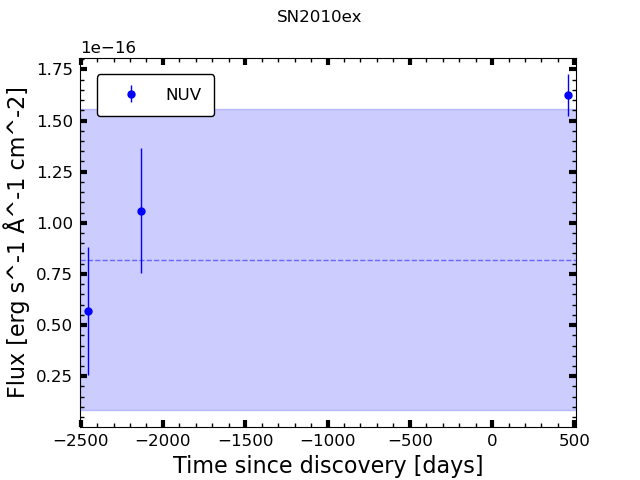 SN2010ex
1e−16
NUV
1.75
1.50
1.25
1.00
0.75
0.50
0.25
Flux [erg s^-1 Å^-1 cm^-2]
−2500 −2000 −1500 −1000 −500 0 500
Time since discovery [days]